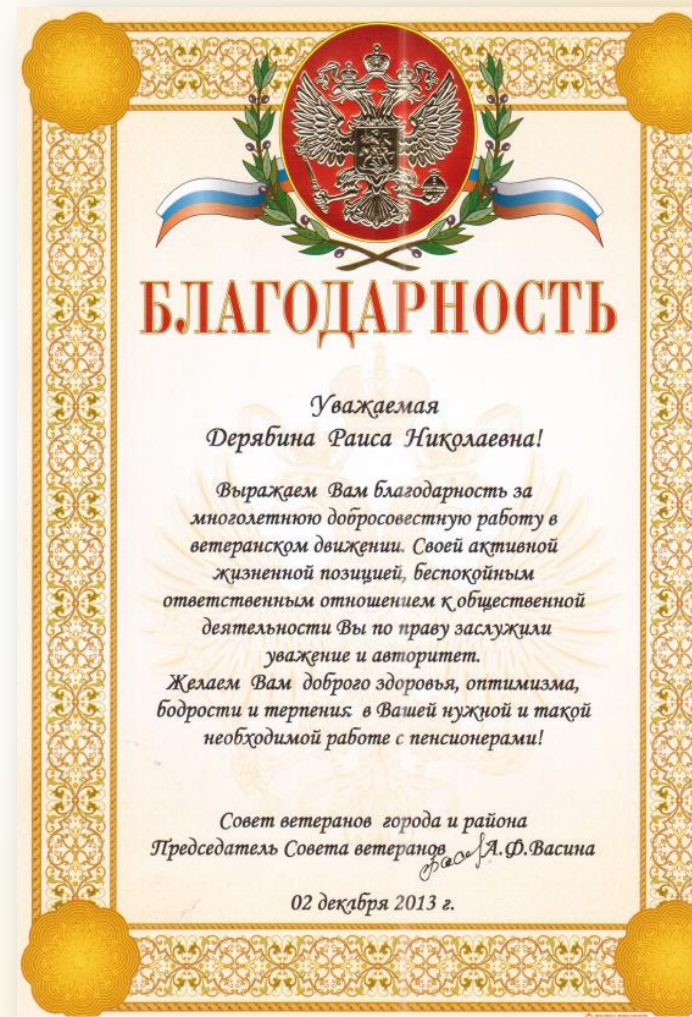 БЛАГОДАРНОСТЬ
Уважаемая
Дерябина Раиса Николаевна!
Выражаем Вам благодарность за
многолетнюю добросовестную работу в
ветеранском движении. Своей активной
жизненной позицией, беспокойным
ответственным отношением к общественной
деятельности Вы по праву заслужили
уважение и авторитет.
Желаем Вам доброго здоровья, оптимизма,
бодрости и терпения в Вашей нужной и такой
необходимой работе с пенсионерами!
Совет ветеранов города и района
Председатель Совета ветеранов А.Ф.Васина
02 декабря 2013 г.